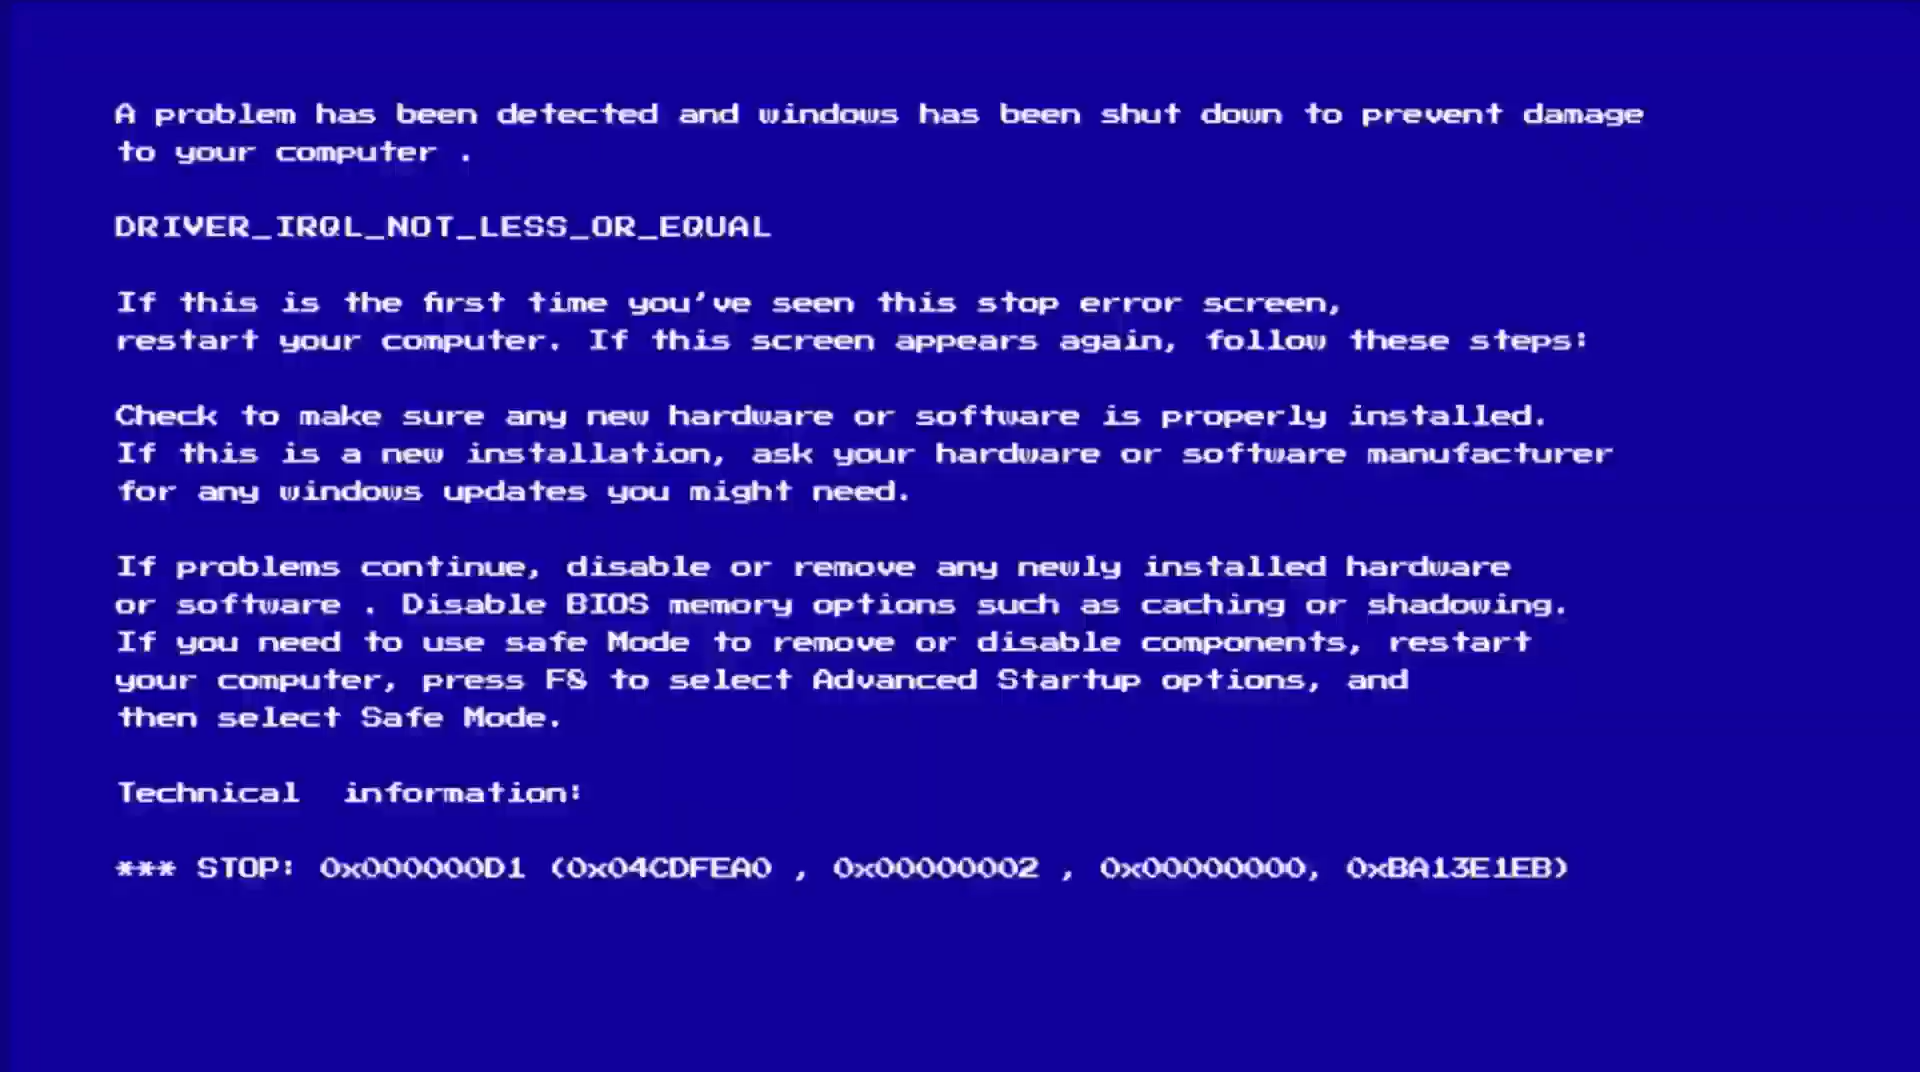 A problem has been detected and windows has been shut down to prevent damage
to your computer .
DRIVER_IRQL_NOT_LESS_OR_EQUAL
If this is the first time you've seen this stop error screen,
restart your computer. If this screen appears again, follow these steps:
Check to make sure any new hardware or software is properly installed.
If this is a new installation, ask your hardware or software manufacturer
for any windows updates you might need.
If problems continue, disable or remove any newly installed hardware
or software . Disable BIOS memory options such as caching or shadowing.
If you need to use safe Mode to remove or disable components, restart
your computer, press F8 to select Advanced Startup options, and
then select Safe Mode.
Technical  information:
*** STOP: 0x000000D1 (0x04CDFEA0 , 0x00000002 , 0x00000000, 0xBA13E1EB)